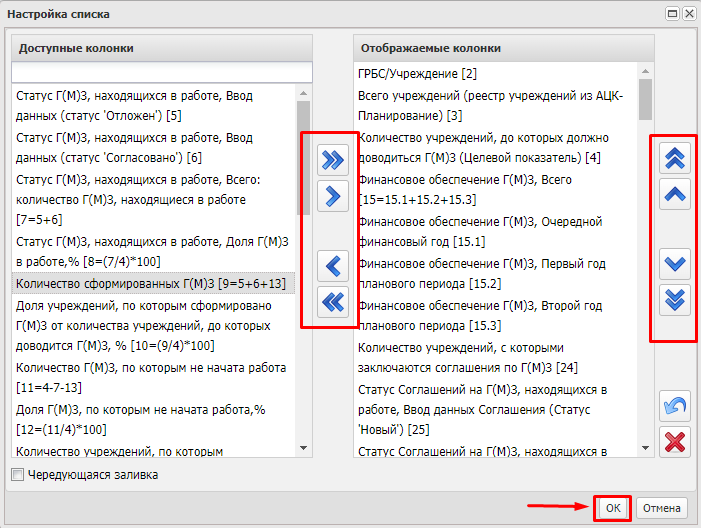 Настройка списка
Доступные колонки
Статус Г(М)З, находящихся в работе, Ввод
данных (статус 'Отложен') [5]
Статус Г(М)З, находящихся в работе, Ввод
данных (статус 'Согласовано') [6]
Статус Г(М)З, находящихся в работе, Всего:
количество Г(М)З, находящиеся в работе
[7=5+6]
Статус Г(М)З, находящихся в работе, Доля Г(М)З
в работе,% [8=(7/4)*100]
Количество сформированных Г(М)З [9=5+6+13]
Доля учреждений, по которым сформировано
Г(М)З от количества учреждений, до которых
доводится Г(М)З, % [10=(9/4)*100]
Количество Г(М)З, по которым не начата работа
[11=4-7-13]
Доля Г(М)З, по которым не начата работа,%
[12=(11/4)*100]
Количество учреждений, по которым
Отображаемые колонки
ГРБС/Учреждение [2]
Всего учреждений (реестр учреждений из АЦК-
Планирование) [3]
Количество учреждений, до которых должно
доводиться Г(М)З (Целевой показатель) [4]
Финансовое обеспечение Г(М)З, Всего
[15=15.1+15.2+15.3]
Финансовое обеспечение Г(М)З, Очередной
финансовый год [15.1]
Финансовое обеспечение Г(М)З, Первый год
планового периода [15.2]
Финансовое обеспечение Г(М)З, Второй год
планового периода [15.3]
Количество учреждений, с которыми
заключаются соглашения по Г(М)З [24]
Статус Соглашений на Г(М)З, находящихся в
работе, Ввод данных Соглашения (Статус
'Новый') [25]
Статус Соглашений на Г(М)З, находящихся в
Чередующаяся заливка
ОК
Отмена